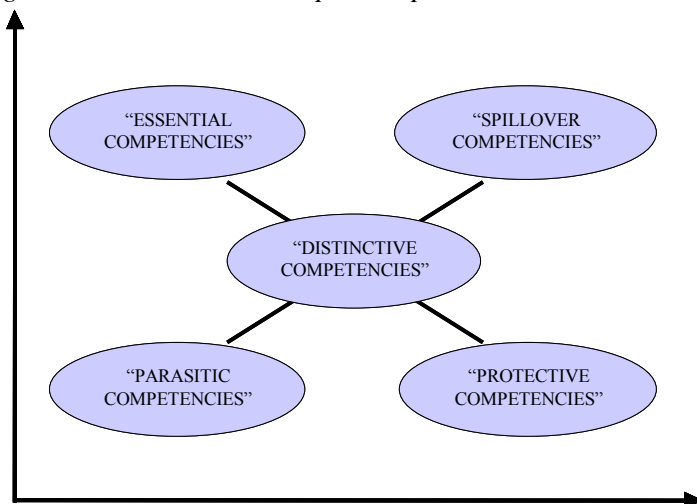 “ESSENTIAL
COMPETENCIES”
“SPILLOVER
COMPETENCIES”
“DISTINCTIVE
COMPETENCIES”
“PARASITIC
COMPETENCIES”
“PROTECTIVE
COMPETENCIES”